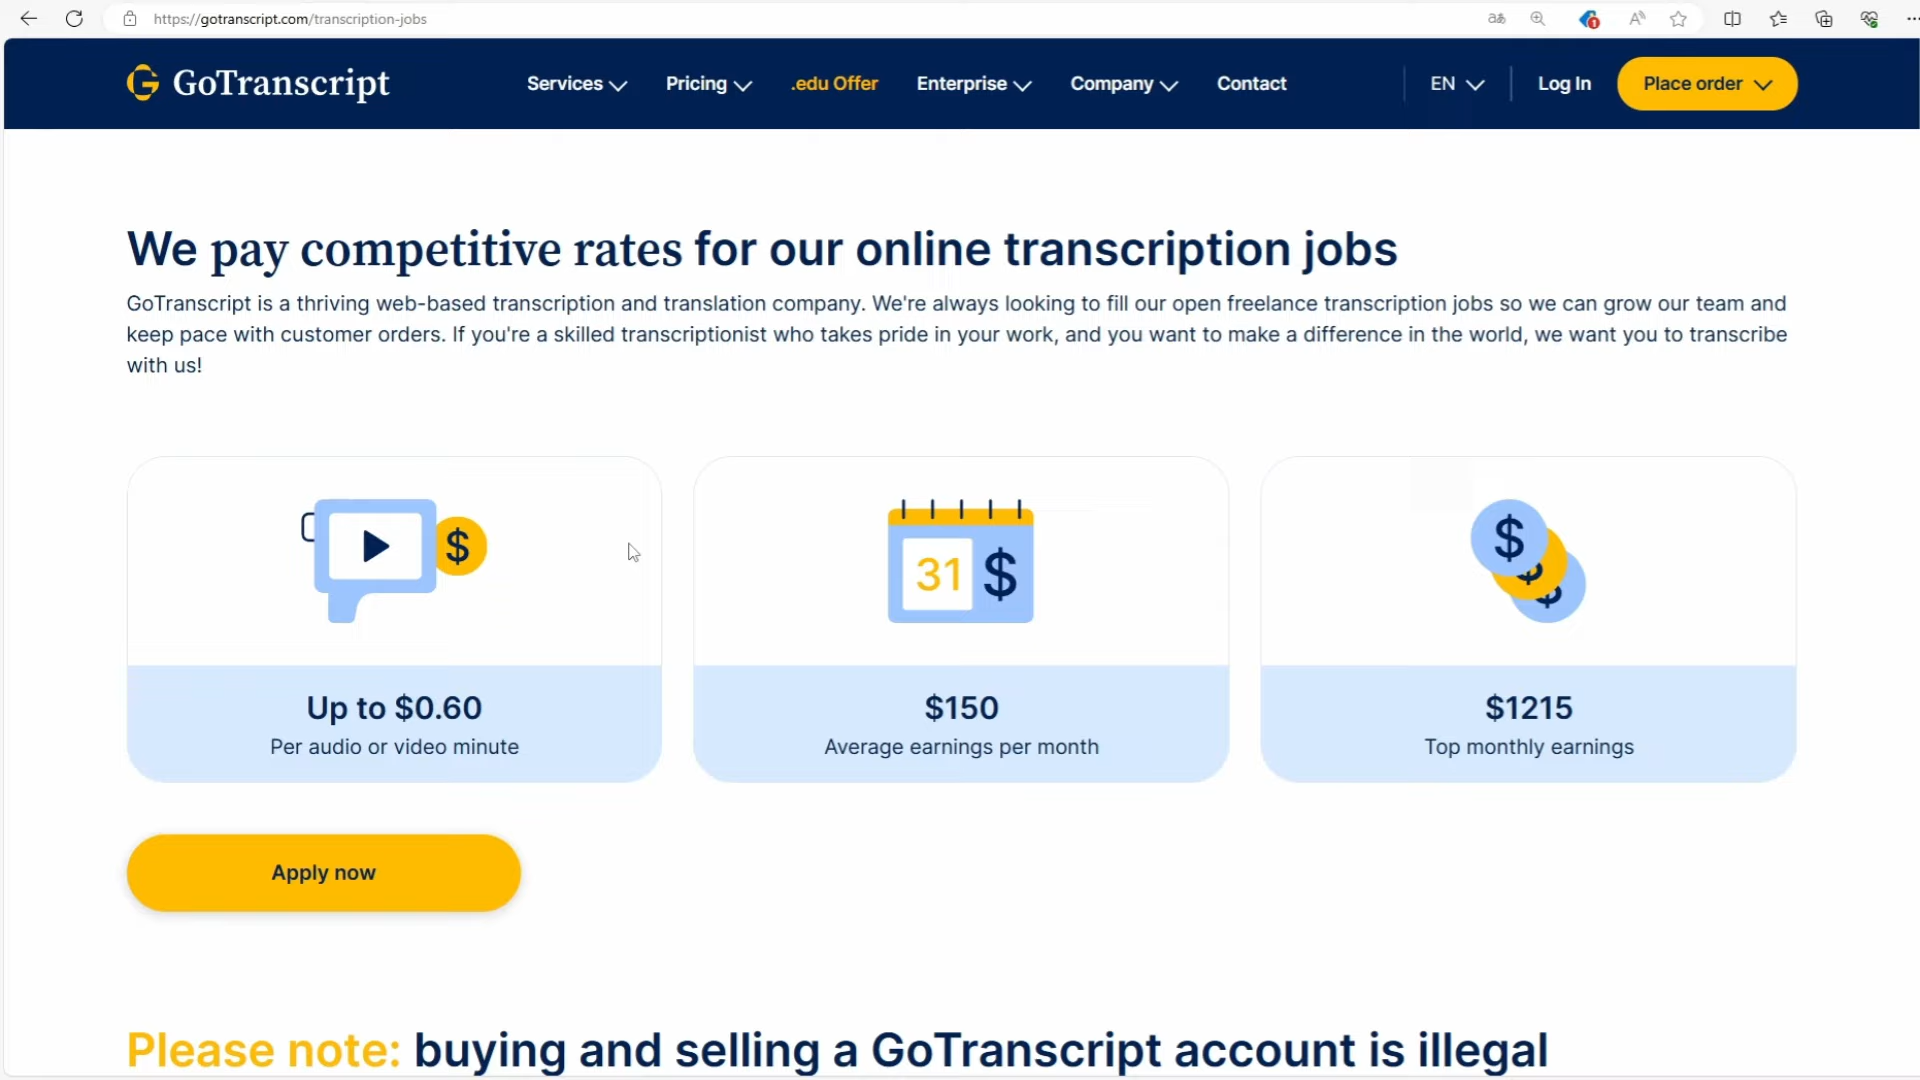 https://gotranscript.com/transcription-jobs
GoTranscript
Services
Pricing
.edu Offer
Enterprise
Company
Contact
EN
Log In
Place order
We pay competitive rates for our online transcription jobs
GoTranscript is a thriving web-based transcription and translation company. We're always looking to fill our open freelance transcription jobs so we can grow our team and
keep pace with customer orders. If you're a skilled transcriptionist who takes pride in your work, and you want to make a difference in the world, we want you to transcribe
with us!
$
31 $
$
$
$
Up to $0.60
Per audio or video minute
$150
Average earnings per month
$1215
Top monthly earnings
Apply now
Please note: buying and selling a GoTranscript account is illegal